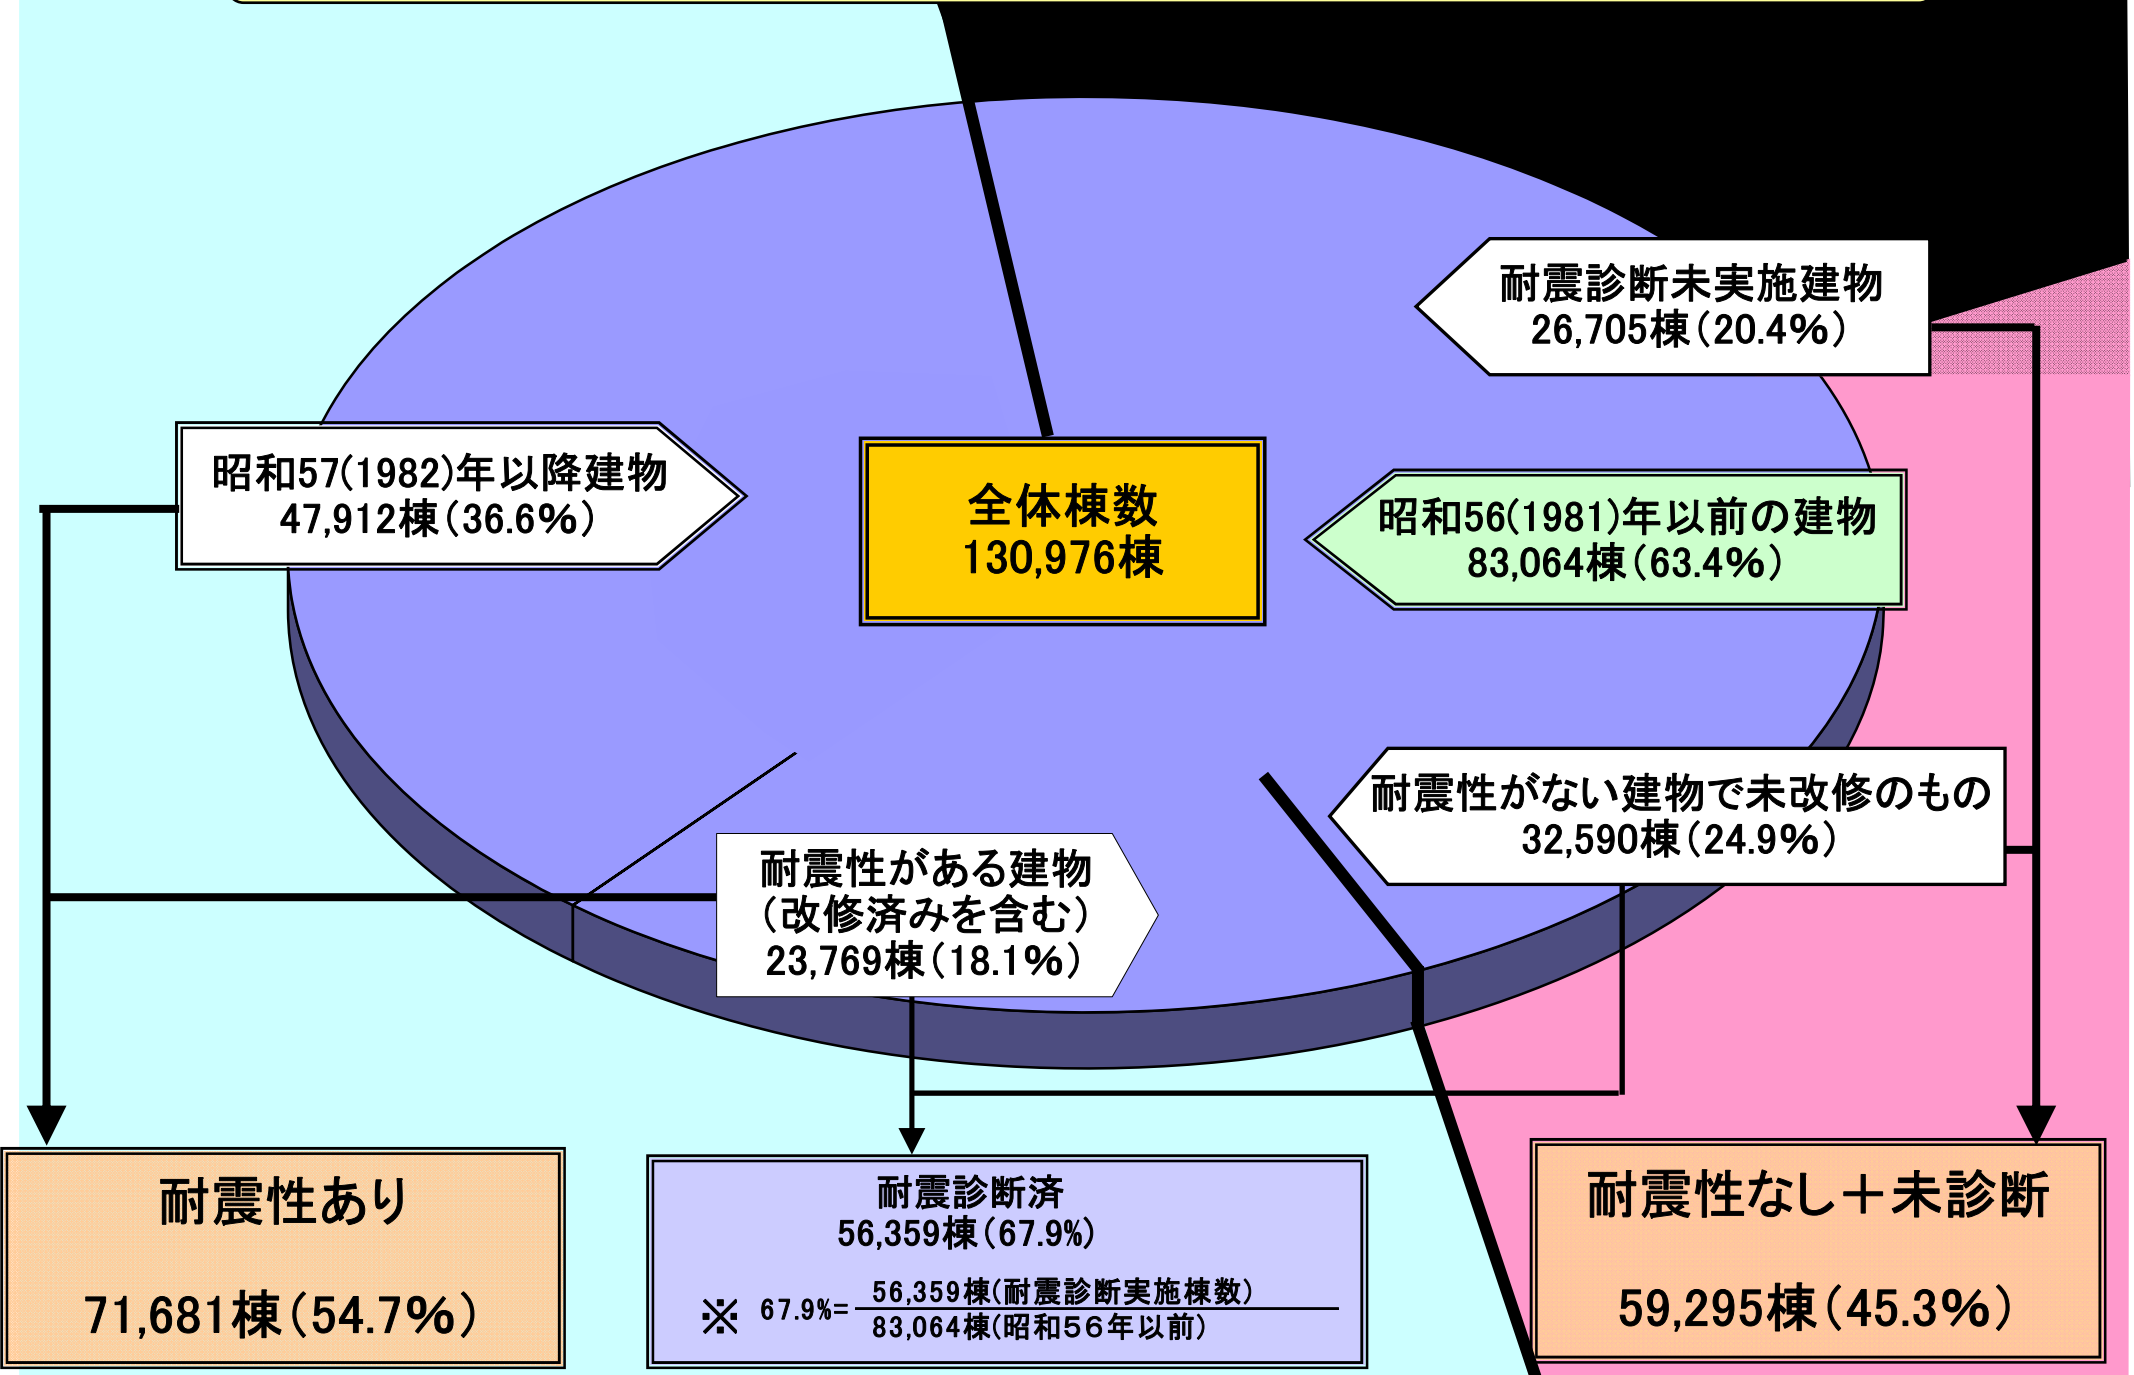 耐震診断未実施建物
26,705棟(20.4%)
昭和57(1982)年以降建物
47,912棟(36.6%)
全体棟数
130,976棟
昭和56(1981)年以前の建物
83,064棟(63.4%)
耐震性がない建物で未改修のもの
32,590棟(24.9%)
耐震性がある建物
(改修済みを含む)
23,769棟(18.1%)
耐震性あり
71,681棟(54.7%)
耐震診断済
56,359棟(67.9%)
※ 67.9%=
56,359棟(耐震診断実施棟数)
83,064棟(昭和56年以前)
耐震性なし+未診断
59,295棟(45.3%)